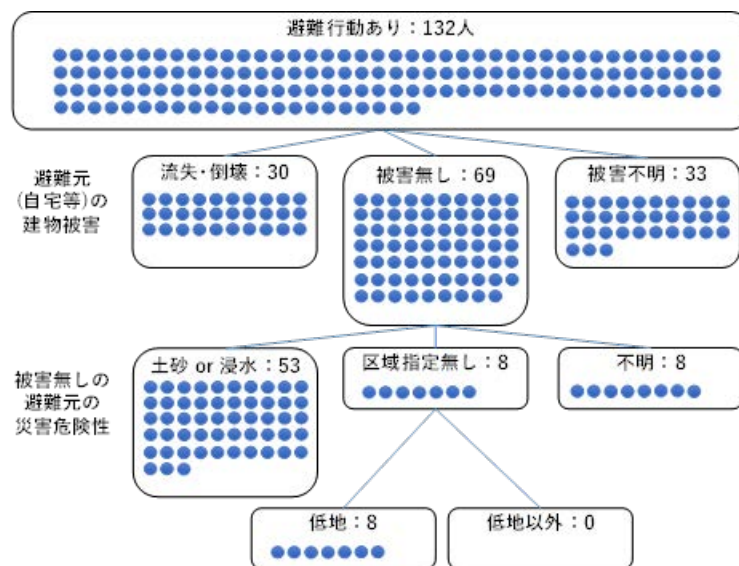 避難行動あり：132人
避難元
(自宅等)の
建物被害
流失・倒壊：30
被害無し：69
被害不明：33
被害無しの
避難元の
災害危険性
土砂 or 浸水：53
区域指定無し：8
不明：8
低地：8
低地以外：0